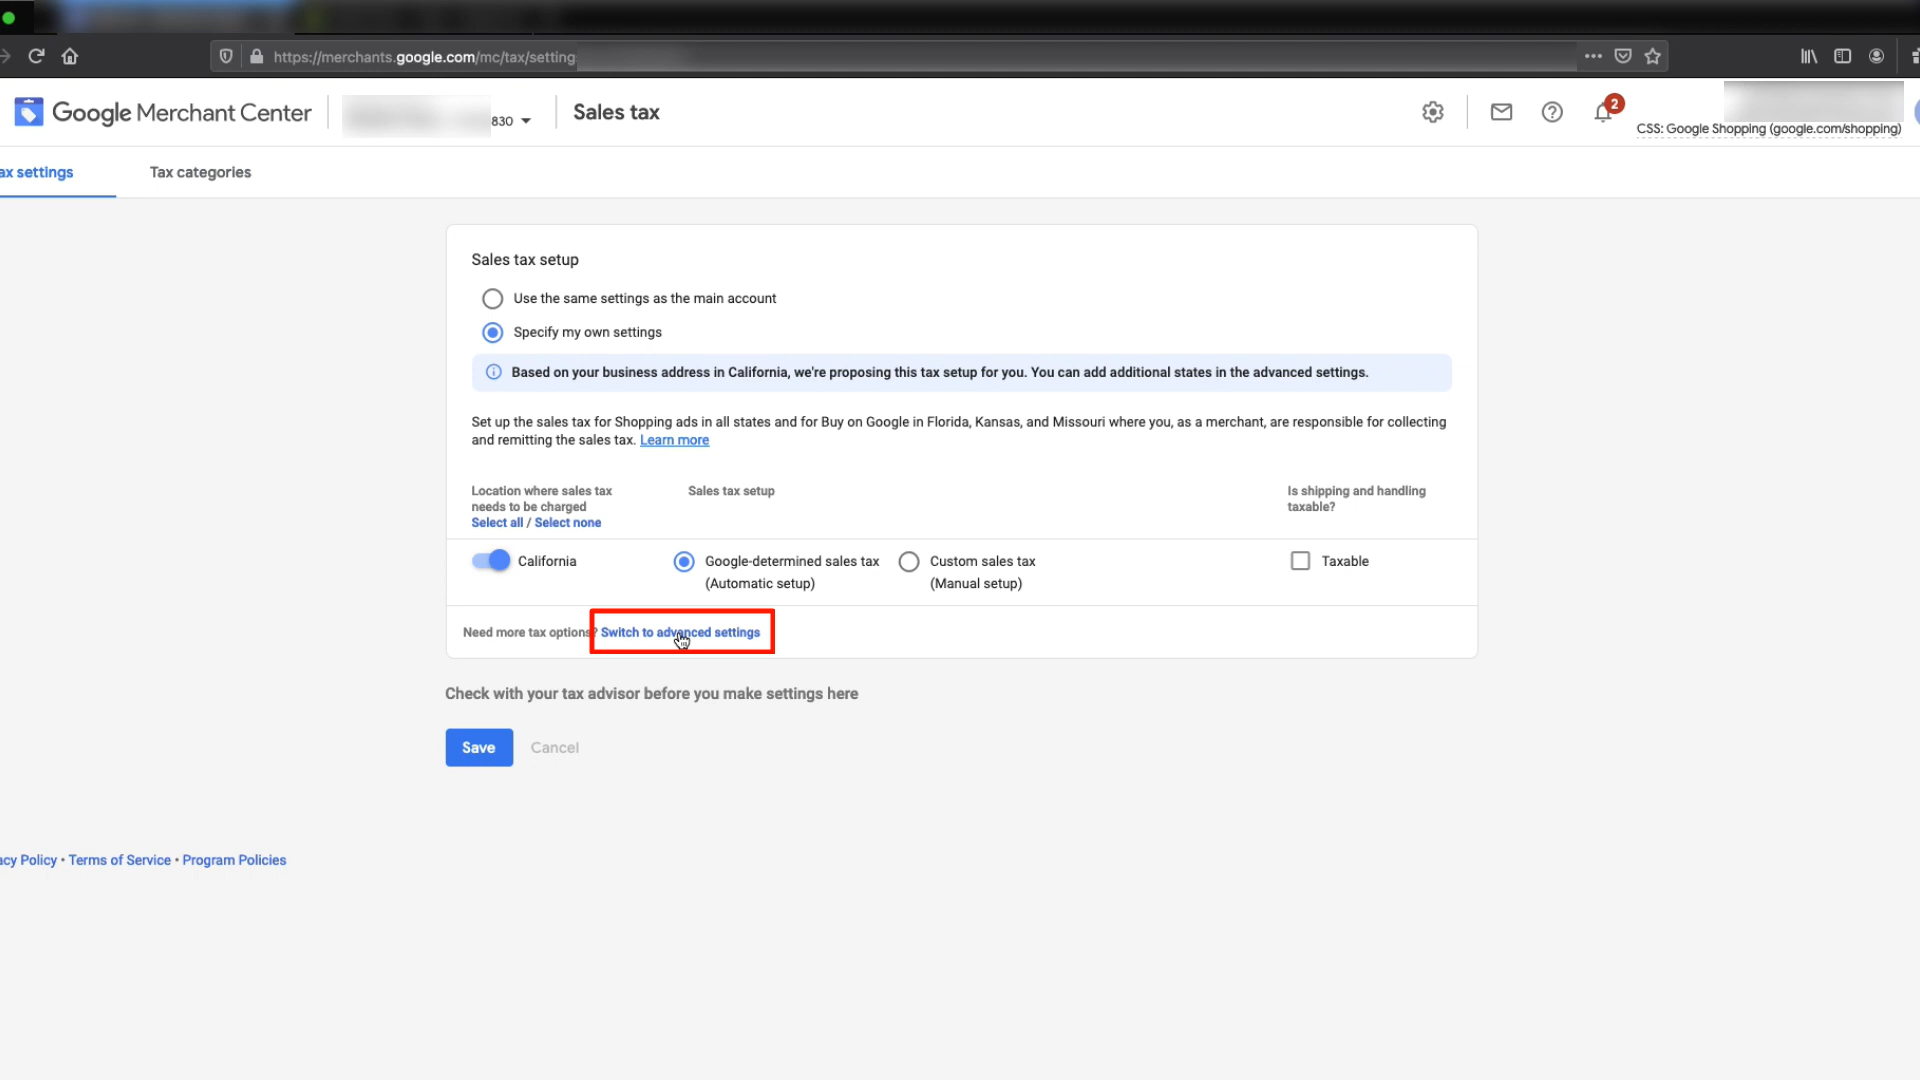 https://merchants.google.com/mc/tax/setting
Google Merchant Center
830
Sales tax
2
CSS: Google Shopping (google.com/shopping)
ax settings
Tax categories
Sales tax setup
Use the same settings as the main account
Specify my own settings
Based on your business address in California, we're proposing this tax setup for you. You can add additional states in the advanced settings.
Set up the sales tax for Shopping ads in all states and for Buy on Google in Florida, Kansas, and Missouri where you, as a merchant, are responsible for collecting
and remitting the sales tax. Learn more
Location where sales tax
needs to be charged
Select all / Select none
Sales tax setup
Is shipping and handling
taxable?
California
Google-determined sales tax
(Automatic setup)
Custom sales tax
(Manual setup)
Taxable
Need more tax options? Switch to advanced settings
Check with your tax advisor before you make settings here
Save
Cancel
acy Policy • Terms of Service • Program Policies